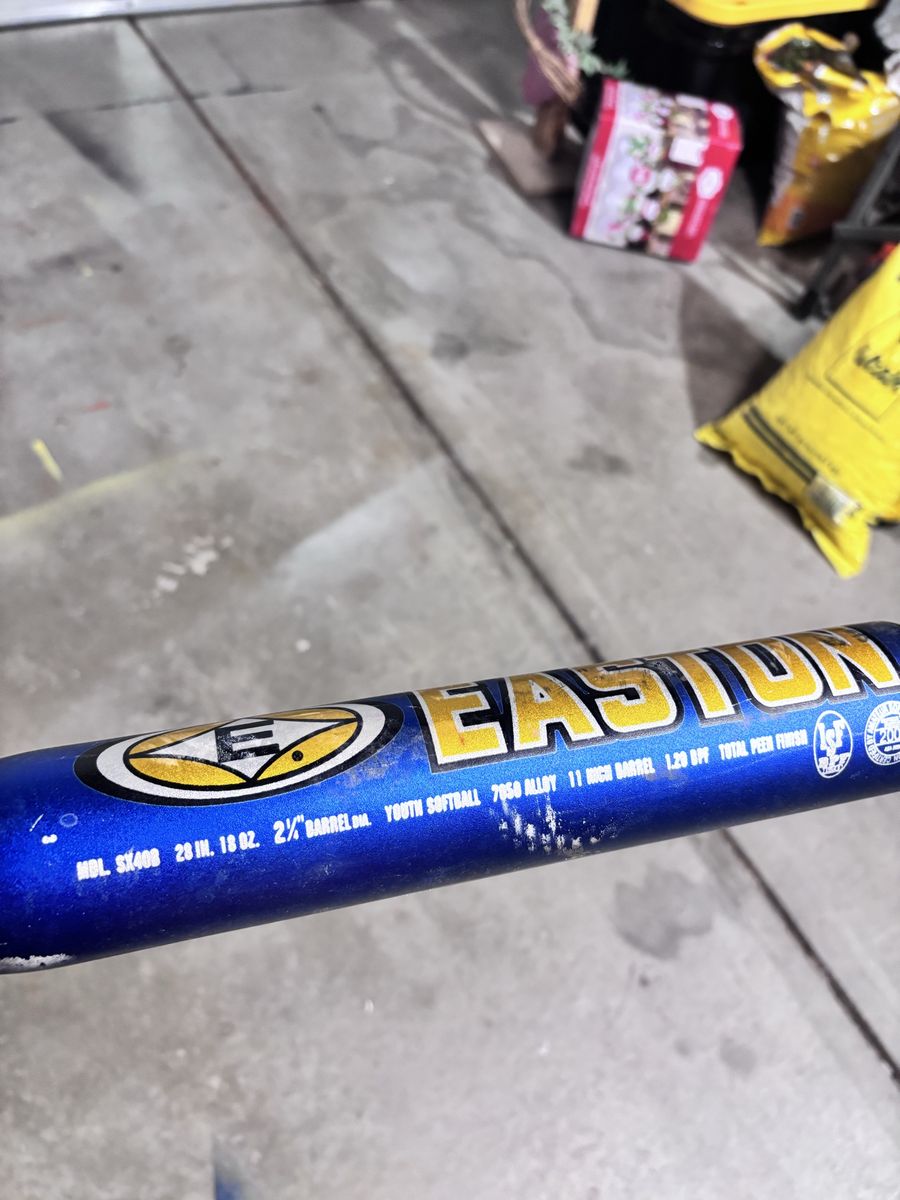 EASTON
E
MDL. SX40B 28 IN. 18 OZ. 2¼" BARREL DIA. YOUTH SOFTBALL 7050 ALLOY 11 INCH BARREL 1.20 BPF TOTAL PEEN FINISH